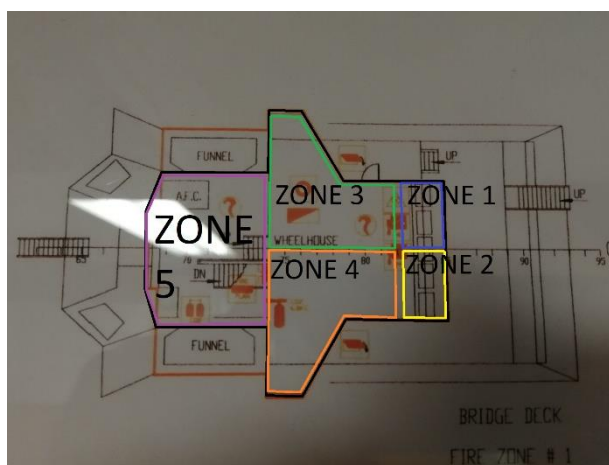 FUNNEL
UP
A.F.C.
ZONE 3
ZONE 1
UP
ZONE 5
WHEELHOUSE
65
70
80
90
95
ZONE 4
ZONE 2
DN
FUNNEL
BRIDGE DECK
FIRE ZONE # 1